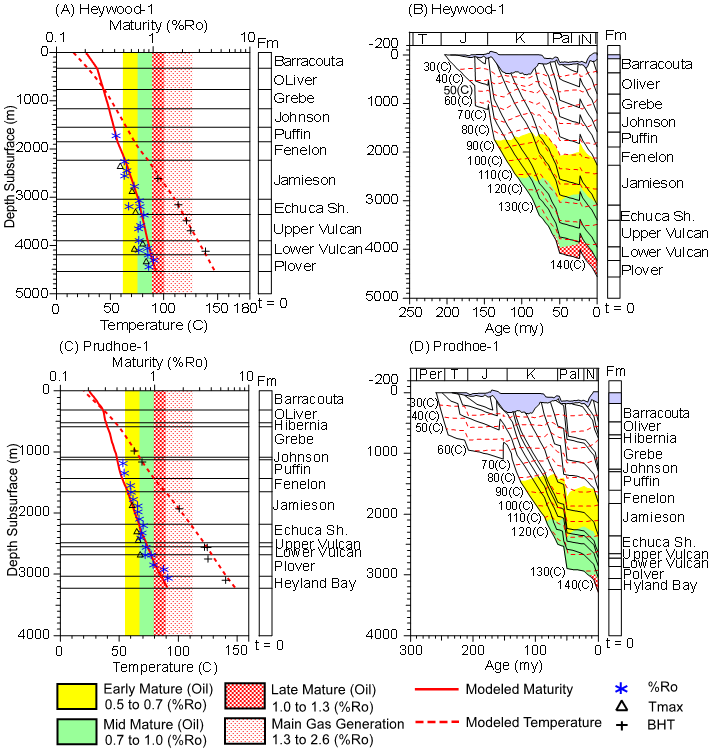 (A) Heywood-1
Maturity (%Ro)
0.1 1 10 Fm
Depth Subsurface (m)
0
1000
2000
3000
4000
5000
Barracouta
OLiver
Grebe
Johnson
Puffin
Fenelon
Jamieson
Echuca Sh.
Upper Vulcan
Lower Vulcan
Plover
t = 0
0 50 100 150 180
Temperature (C)
(B) Heywood-1
-200
0
1000
2000
3000
4000
5000
T J K Pal N Fm
30(C)
40(C)
50(C)
60(C)
70(C)
80(C)
90(C)
100(C)
110(C)
120(C)
130(C)
140(C)
Barracouta
Oliver
Grebe
Johnson
Puffin
Fenelon
Jamieson
Echuca Sh.
Upper Vulcan
Lower Vulcan
Plover
t = 0
250 200 150 100 50 0
Age (my)
(C) Prudhoe-1
Maturity (%Ro)
0.1 1 10 Fm
Depth Subsurface (m)
0
1000
2000
3000
4000
Barracouta
OLiver
Hibernia
Grebe
Johnson
Puffin
Fenelon
Jamieson
Echuca Sh.
Upper Vulcan
Lower Vulcan
Plover
Heyland Bay
t = 0
0 50 100 150
Temperature (C)
(D) Prodhoe-1
-200
0
1000
2000
3000
4000
Per T J K Pal N Fm
30(C)
40(C)
50(C)
60(C)
70(C)
80(C)
90(C)
100(C)
110(C)
120(C)
130(C)
140(C)
Barracouta
Oliver
Hibernia
Grebe
Johnson
Puffin
Fenelon
Jamieson
Echuca Sh.
Upper Vulcan
Lower Vulcan
Polver
Hyland Bay
t = 0
300 200 100 0
Age (my)
Early Mature (Oil)
0.5 to 0.7 (%Ro)
Mid Mature (Oil)
0.7 to 1.0 (%Ro)
Late Mature (Oil)
1.0 to 1.3 (%Ro)
Main Gas Generation
1.3 to 2.6 (%Ro)
Modeled Maturity
Modeled Temperature
%Ro
Tmax
BHT